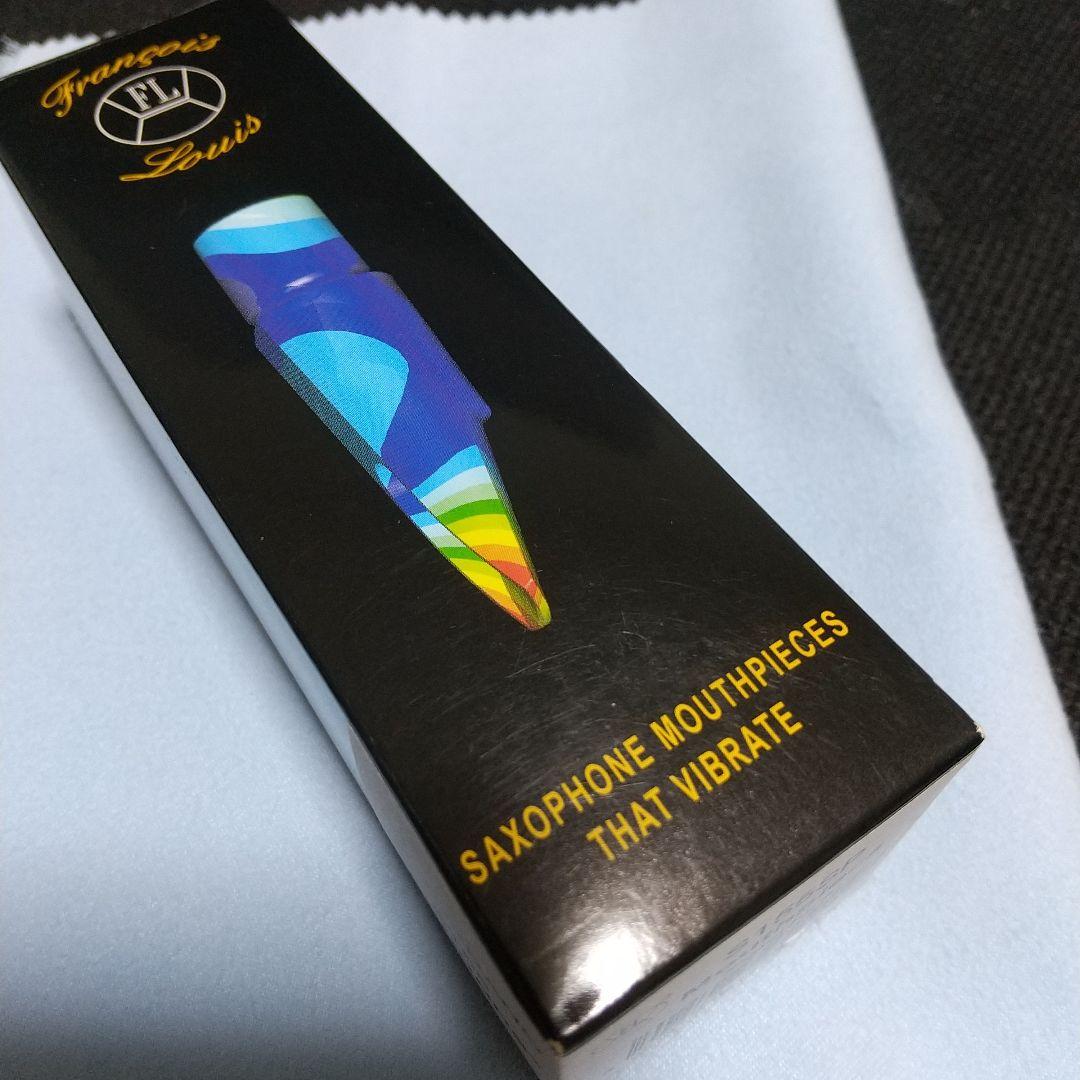 François
FL
Louis
SAXOPHONE MOUTHPIECES
THAT VIBRATE